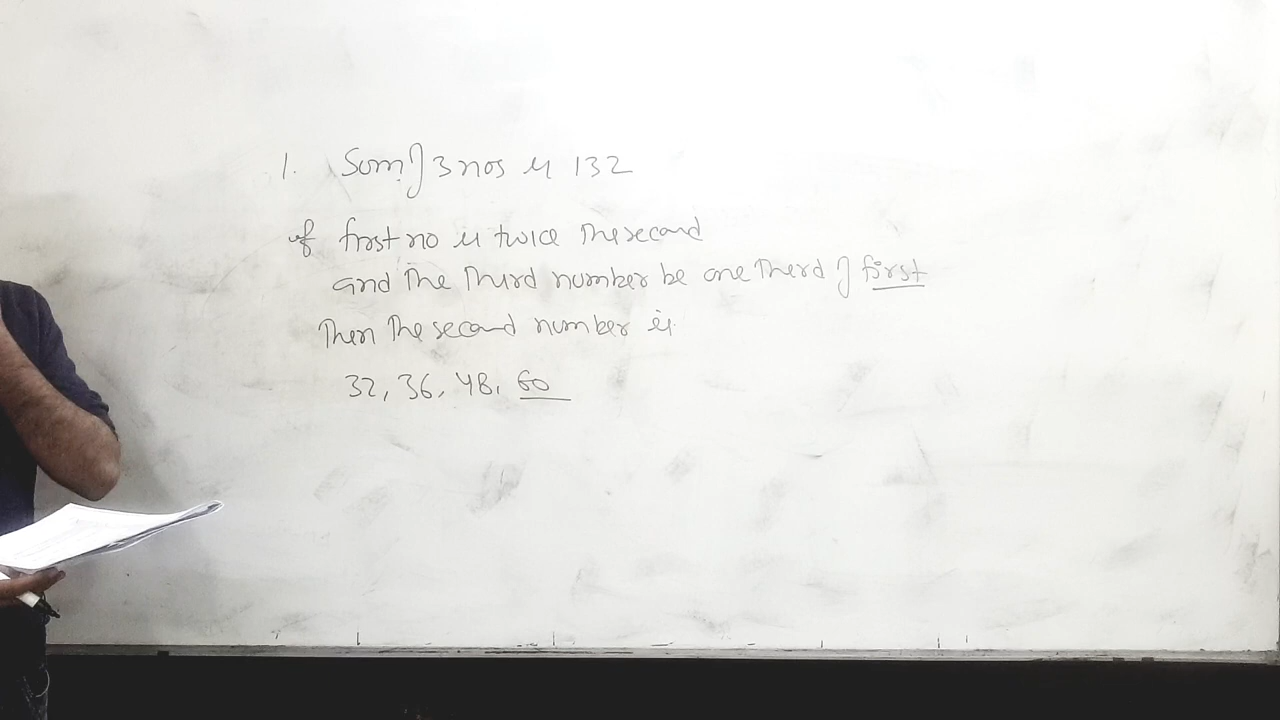 1. Sum of 3 nos is 132
if first no is twice the second
and the third number be one third of first
Then the second number is
32, 36, 48, 60